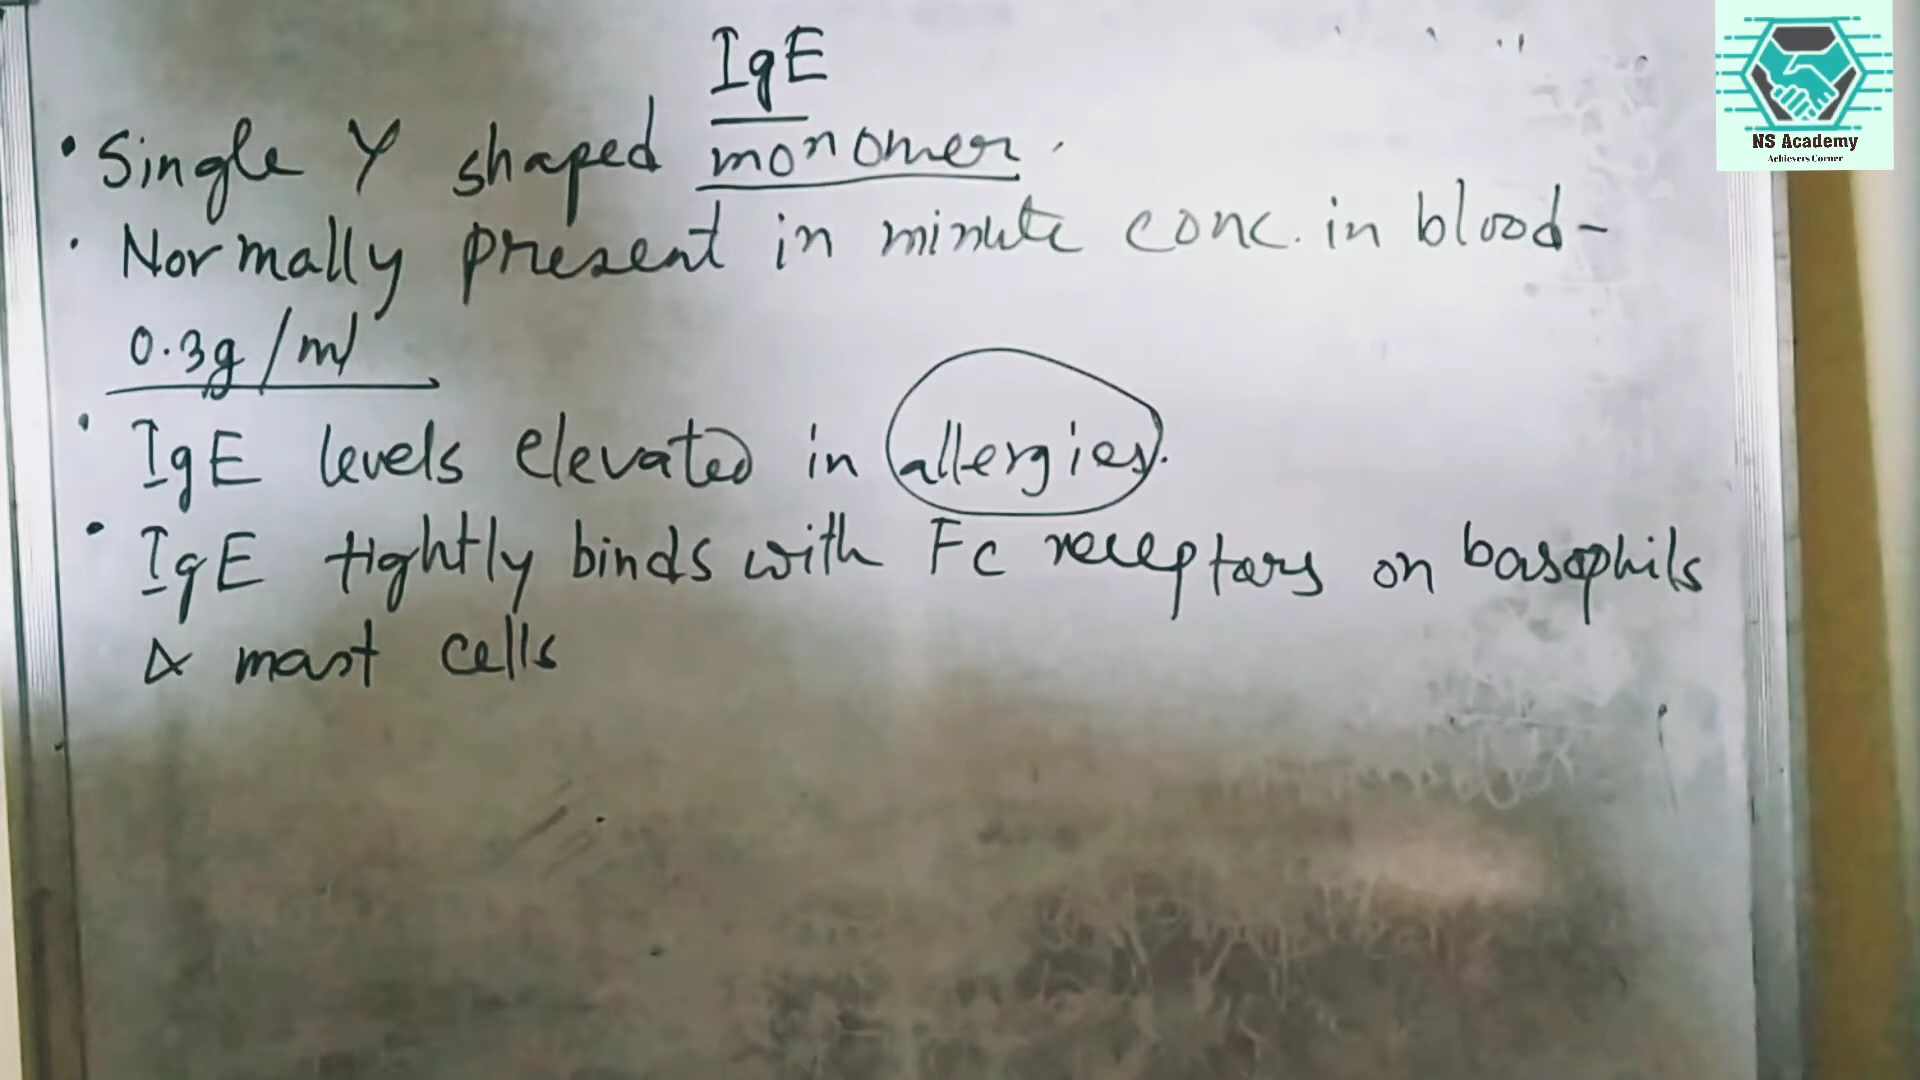 IgE
• Single Y shaped monomer.
• Normally present in minute conc. in blood-
0.3g/ml
• IgE levels elevated in allergies.
• IgE tightly binds with Fc receptors on basophils
& mast cells
NS Academy
Achievers Corner